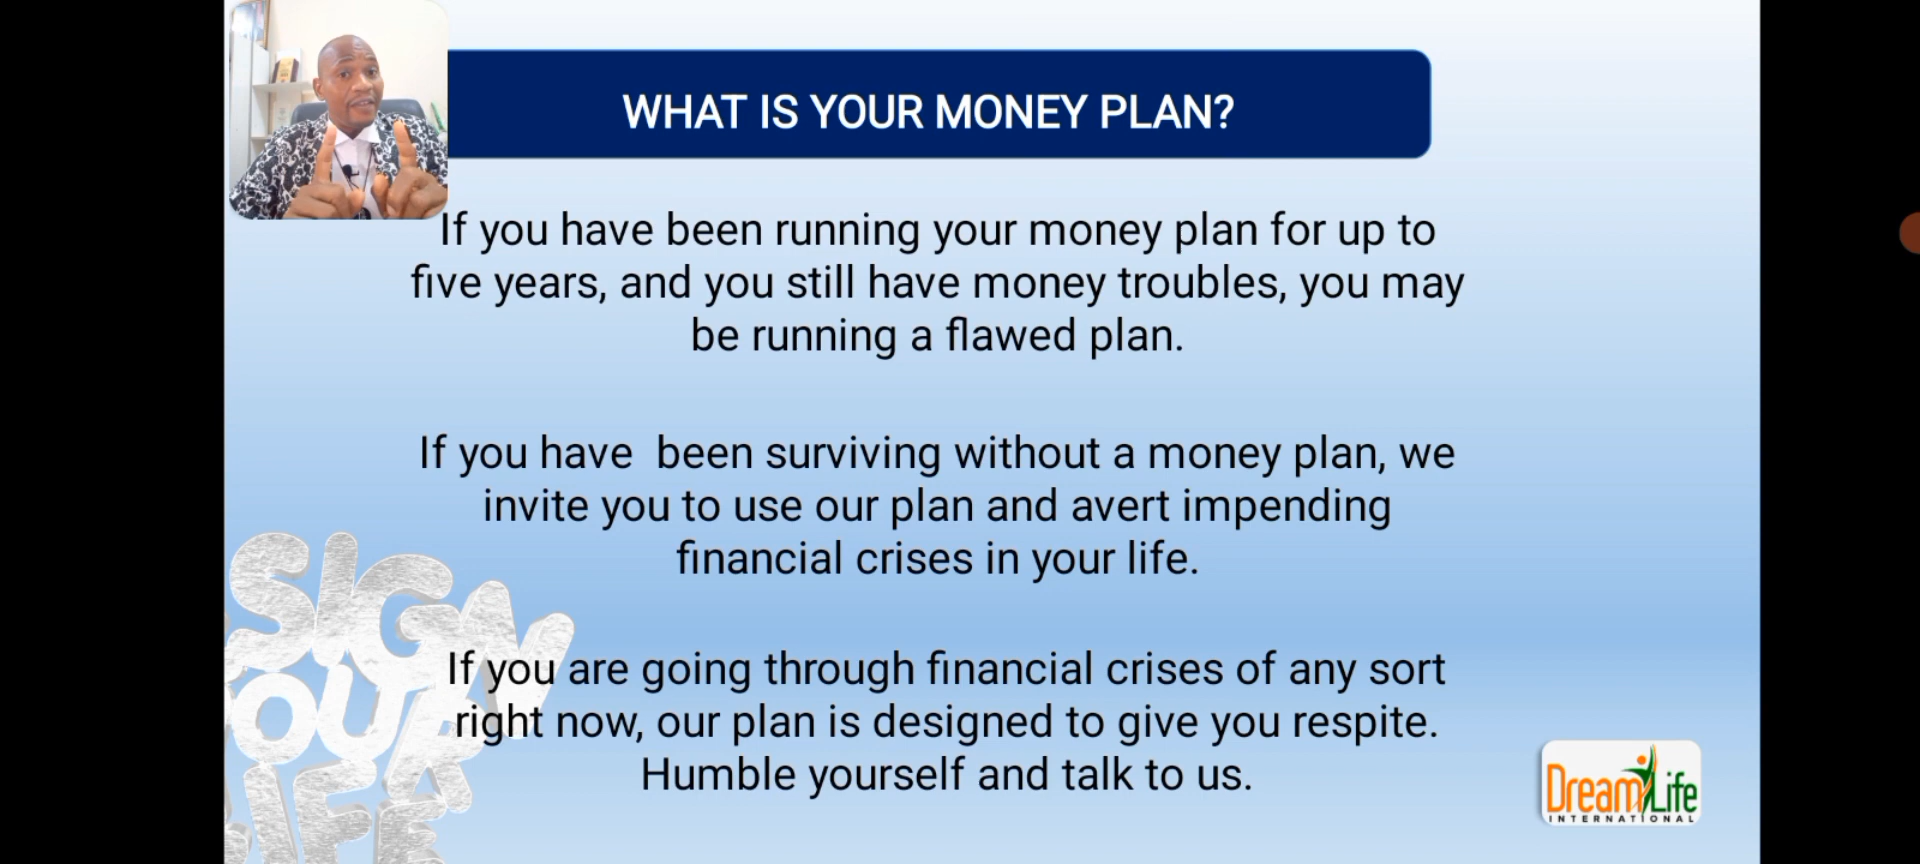 WHAT IS YOUR MONEY PLAN?
If you have been running your money plan for up to
five years, and you still have money troubles, you may
be running a flawed plan.
If you have  been surviving without a money plan, we
invite you to use our plan and avert impending
financial crises in your life.
If you are going through financial crises of any sort
right now, our plan is designed to give you respite.
Humble yourself and talk to us.
SIGN
OUR
LIFE
DreamLife
INTERNATIONAL